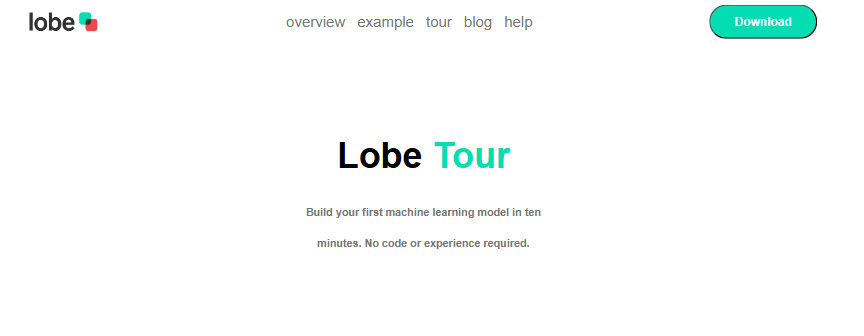 lobe
overview example tour blog help
Download
Lobe Tour
Build your first machine learning model in ten
minutes. No code or experience required.